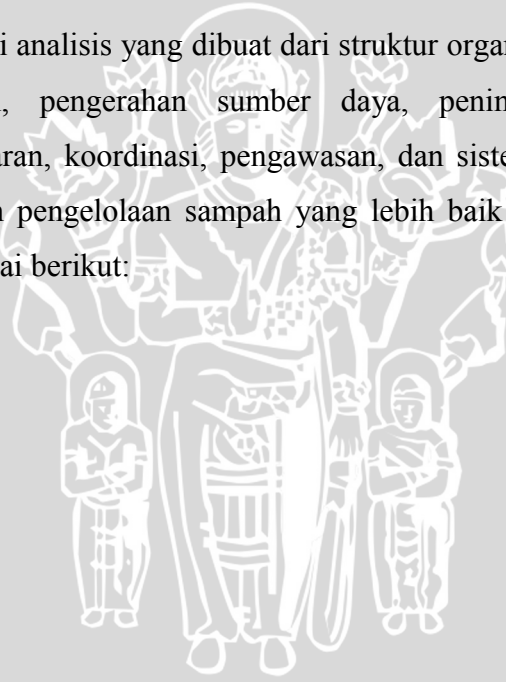 i analisis yang dibuat dari struktur organ
, pengerahan sumber daya, penin
ran, koordinasi, pengawasan, dan siste
pengelolaan sampah yang lebih baik
ai berikut: